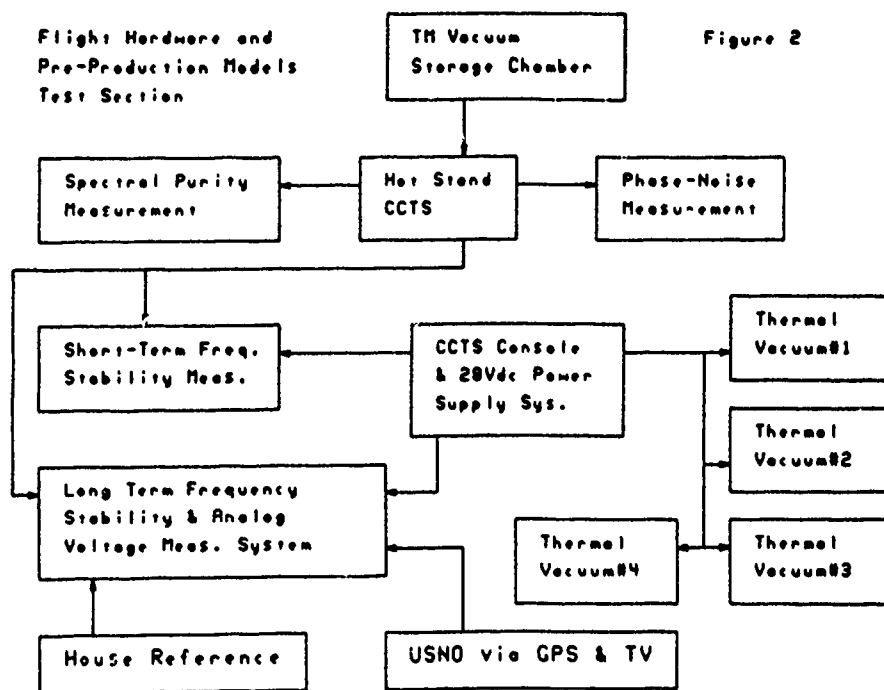 Flight Hardware and
Pre-Production Models
Test Section
TM Vacuum
Storage Chamber
Figure 2
Spectral Purity
Measurement
Hot Stand
CCTS
Phase-Noise
Measurement
Short-Term Freq.
Stability Meas.
CCTS Console
& 28Vdc Power
Supply Sys.
Thermal
Vacuum#1
Thermal
Vacuum#2
Long Term Frequency
Stability & Analog
Voltage Meas. System
Thermal
Vacuum#4
Thermal
Vacuum#3
House Reference
USNO via GPS & TV